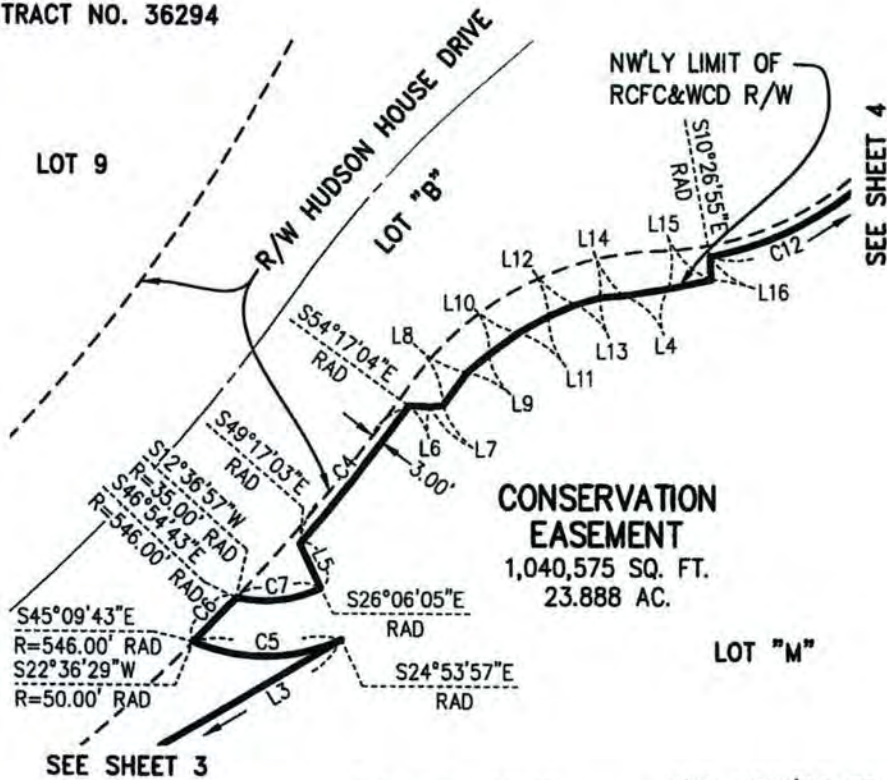 TRACT NO. 36294
LOT 9
R/W HUDSON HOUSE DRIVE
LOT "B"
NW'LY LIMIT OF
RCFC&WCD R/W
SEE SHEET 4
S10°26'55"E
RAD
C12
L15
L16
L14
L12
L13
L4
L10
L11
L8
L9
S54°17'04"E
RAD
L6
L7
C4
3.00'
S49°17'03"E
RAD
S12°36'57"W
R=35.00' RAD
S46°54'43"E
R=546.00' RAD
L5
C7
C6
S26°06'05"E
RAD
CONSERVATION
EASEMENT
1,040,575 SQ. FT.
23.888 AC.
S45°09'43"E
R=546.00' RAD
S22°36'29"W
R=50.00' RAD
C5
S24°53'57"E
RAD
L3
LOT "M"
SEE SHEET 3